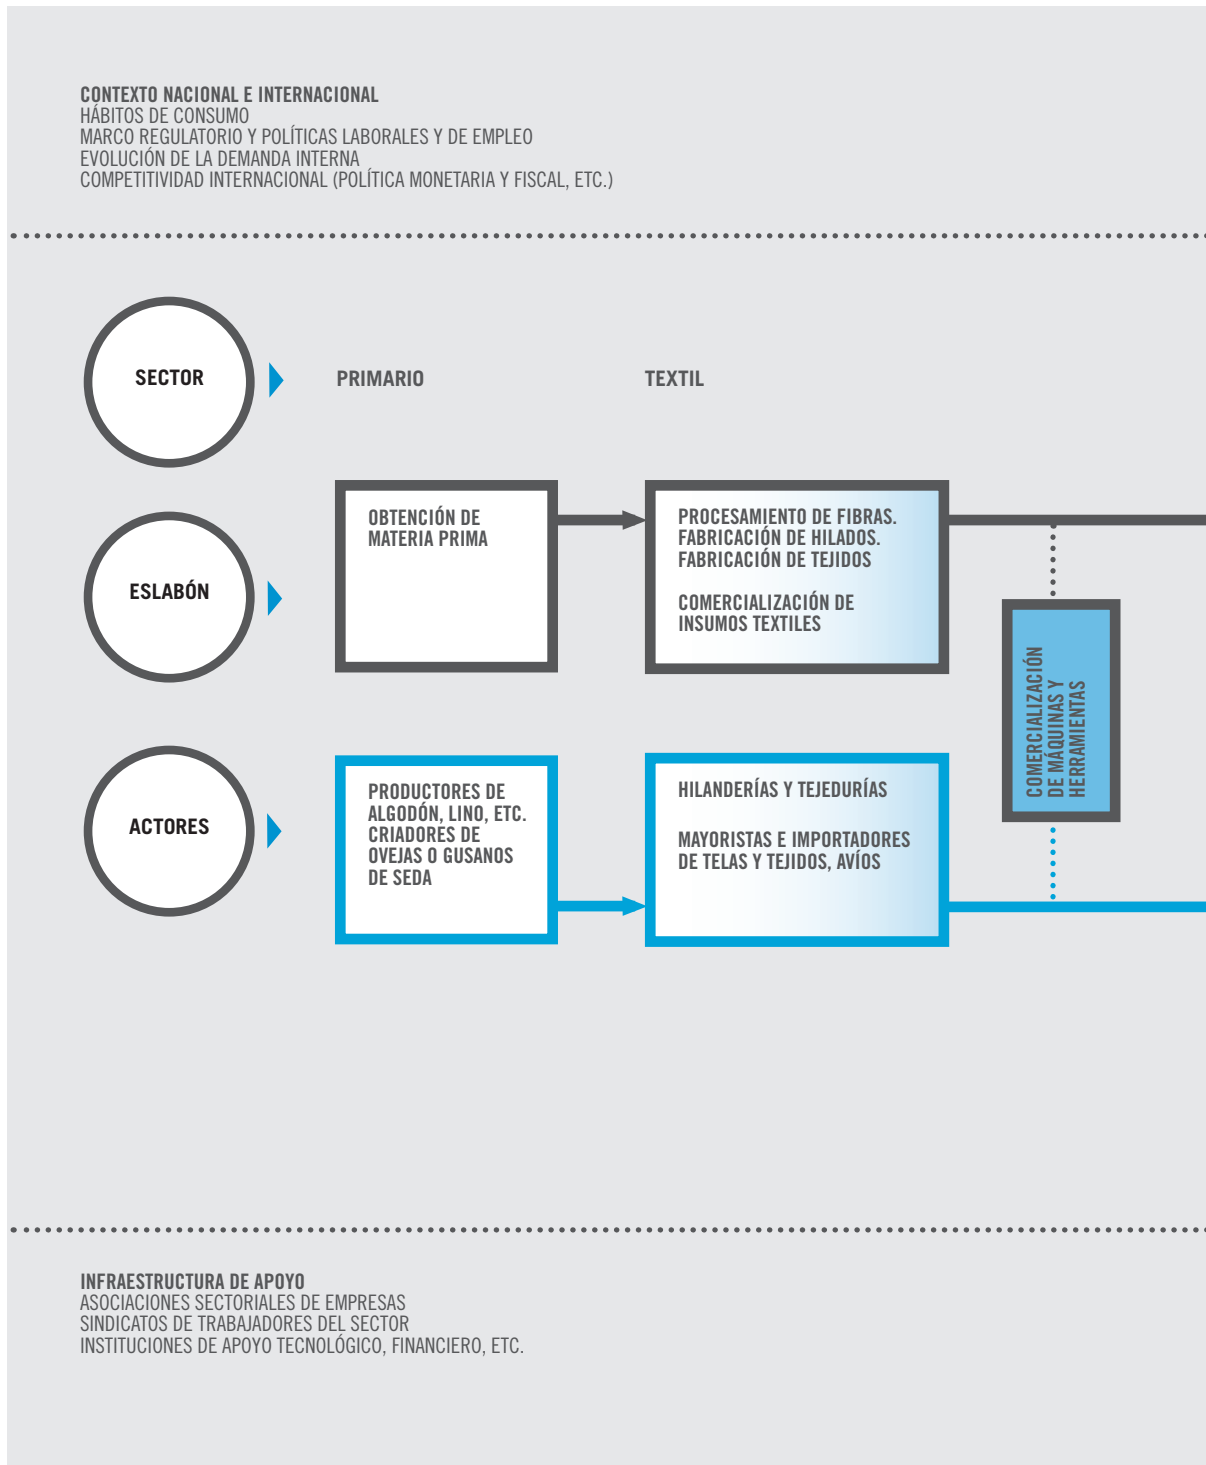 CONTEXTO NACIONAL E INTERNACIONAL
HÁBITOS DE CONSUMO
MARCO REGULATORIO Y POLÍTICAS LABORALES Y DE EMPLEO
EVOLUCIÓN DE LA DEMANDA INTERNA
COMPETITIVIDAD INTERNACIONAL (POLÍTICA MONETARIA Y FISCAL, ETC.)
SECTOR
PRIMARIO
TEXTIL
ESLABÓN
OBTENCIÓN DE
MATERIA PRIMA
PROCESAMIENTO DE FIBRAS.
FABRICACIÓN DE HILADOS.
FABRICACIÓN DE TEJIDOS
COMERCIALIZACIÓN DE
INSUMOS TEXTILES
COMERCIALIZACIÓN
DE MÁQUINAS Y
HERRAMIENTAS
ACTORES
PRODUCTORES DE
ALGODÓN, LINO, ETC.
CRIADORES DE
OVEJAS O GUSANOS
DE SEDA
HILANDERÍAS Y TEJEDURÍAS
MAYORISTAS E IMPORTADORES
DE TELAS Y TEJIDOS, AVÍOS
INFRAESTRUCTURA DE APOYO
ASOCIACIONES SECTORIALES DE EMPRESAS
SINDICATOS DE TRABAJADORES DEL SECTOR
INSTITUCIONES DE APOYO TECNOLÓGICO, FINANCIERO, ETC.